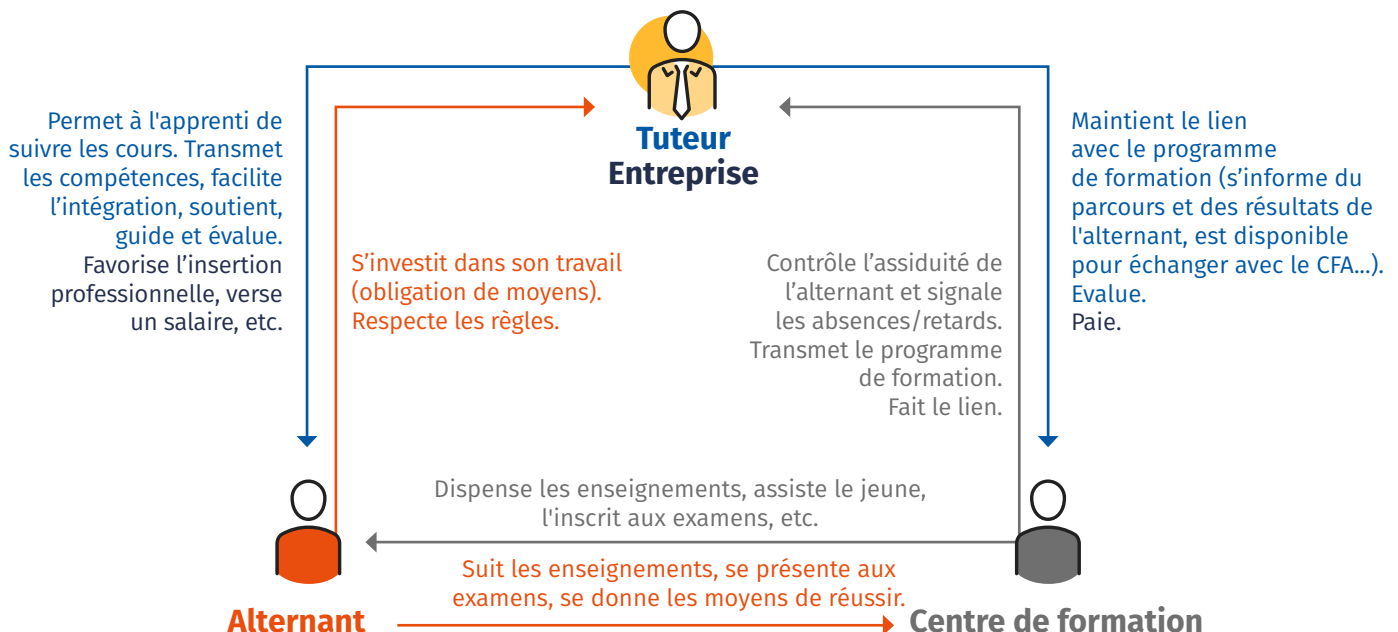 Tuteur
Entreprise
Permet à l'apprenti de
suivre les cours. Transmet
les compétences, facilite
l’intégration, soutient,
guide et évalue.
Favorise l’insertion
professionnelle, verse
un salaire, etc.
S’investit dans son travail
(obligation de moyens).
Respecte les règles.
Contrôle l’assiduité de
l’alternant et signale
les absences/retards.
Transmet le programme
de formation.
Fait le lien.
Maintient le lien
avec le programme
de formation (s’informe du
parcours et des résultats de
l'alternant, est disponible
pour échanger avec le CFA...).
Evalue.
Paie.
Dispense les enseignements, assiste le jeune,
l'inscrit aux examens, etc.
Suit les enseignements, se présente aux
examens, se donne les moyens de réussir.
Alternant
Centre de formation